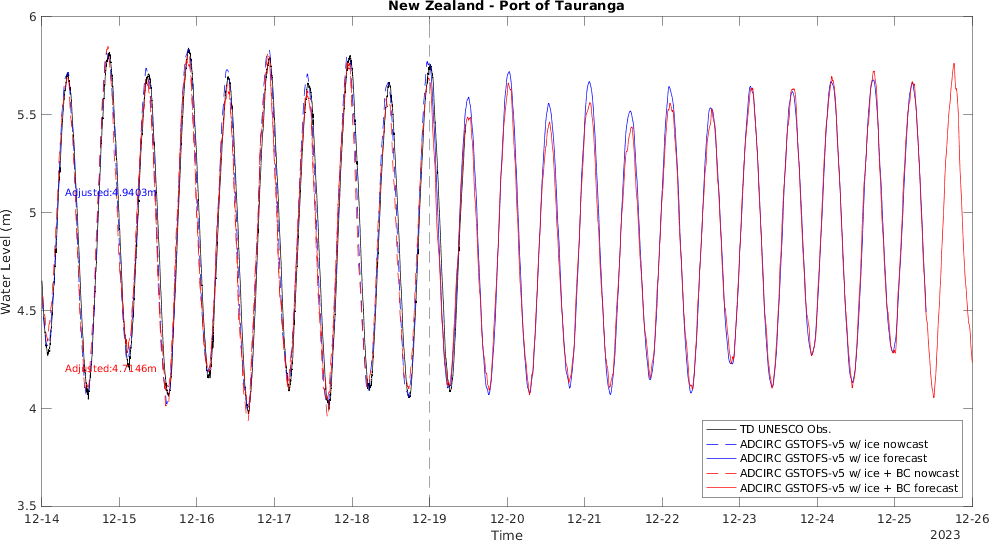 New Zealand - Port of Tauranga
6
5.5
5
4.5
4
3.5
Water Level (m)
Adjusted:4.9403m
Adjusted:4.7146m
TD UNESCO Obs.
ADCIRC GSTOFS-v5 w/ ice nowcast
ADCIRC GSTOFS-v5 w/ ice forecast
ADCIRC GSTOFS-v5 w/ ice + BC nowcast
ADCIRC GSTOFS-v5 w/ ice + BC forecast
12-14 12-15 12-16 12-17 12-18 12-19 12-20 12-21 12-22 12-23 12-24 12-25 12-26
Time
2023